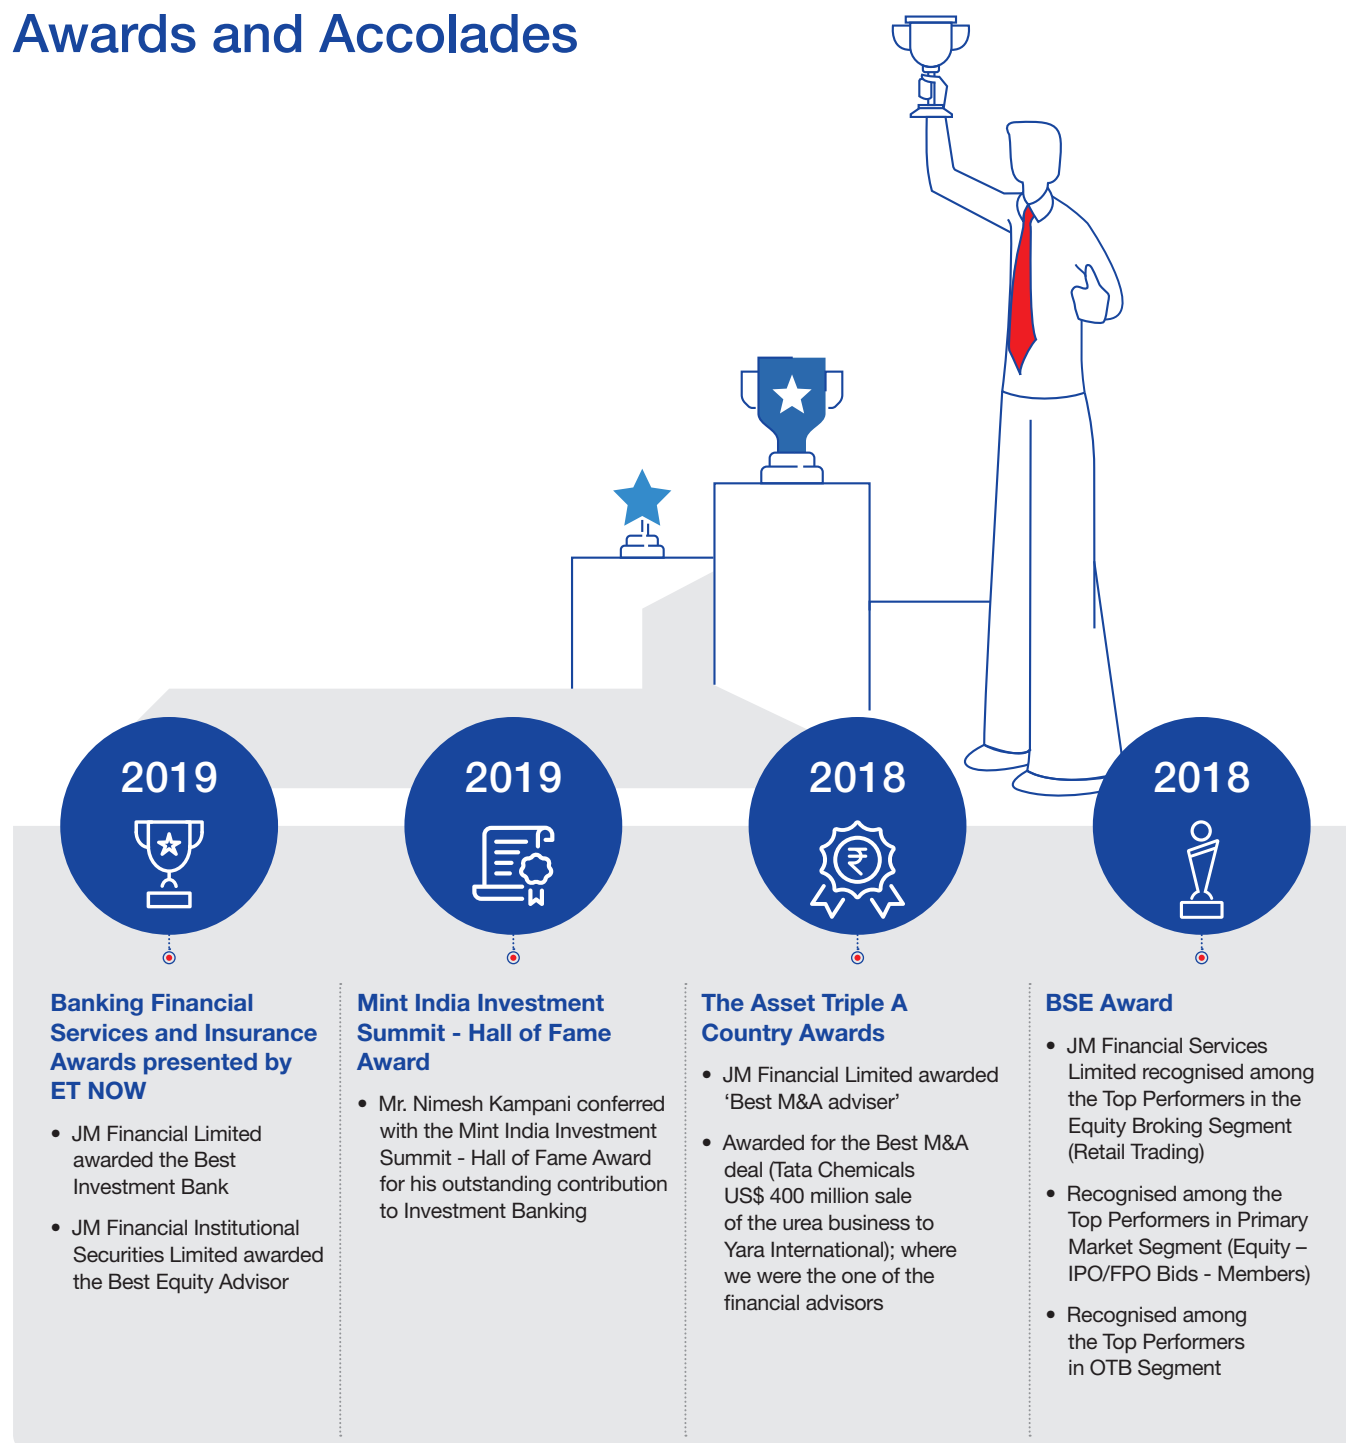 Awards and Accolades
2019
2019
2018
2018
Banking Financial
Services and Insurance
Awards presented by
ET NOW
• JM Financial Limited
awarded the Best
Investment Bank
• JM Financial Institutional
Securities Limited awarded
the Best Equity Advisor
Mint India Investment
Summit - Hall of Fame
Award
• Mr. Nimesh Kampani conferred
with the Mint India Investment
Summit - Hall of Fame Award
for his outstanding contribution
to Investment Banking
The Asset Triple A
Country Awards
• JM Financial Limited awarded
‘Best M&A adviser’
• Awarded for the Best M&A
deal (Tata Chemicals
US$ 400 million sale
of the urea business to
Yara International); where
we were the one of the
financial advisors
BSE Award
• JM Financial Services
Limited recognised among
the Top Performers in the
Equity Broking Segment
(Retail Trading)
• Recognised among the
Top Performers in Primary
Market Segment (Equity –
IPO/FPO Bids - Members)
• Recognised among
the Top Performers
in OTB Segment